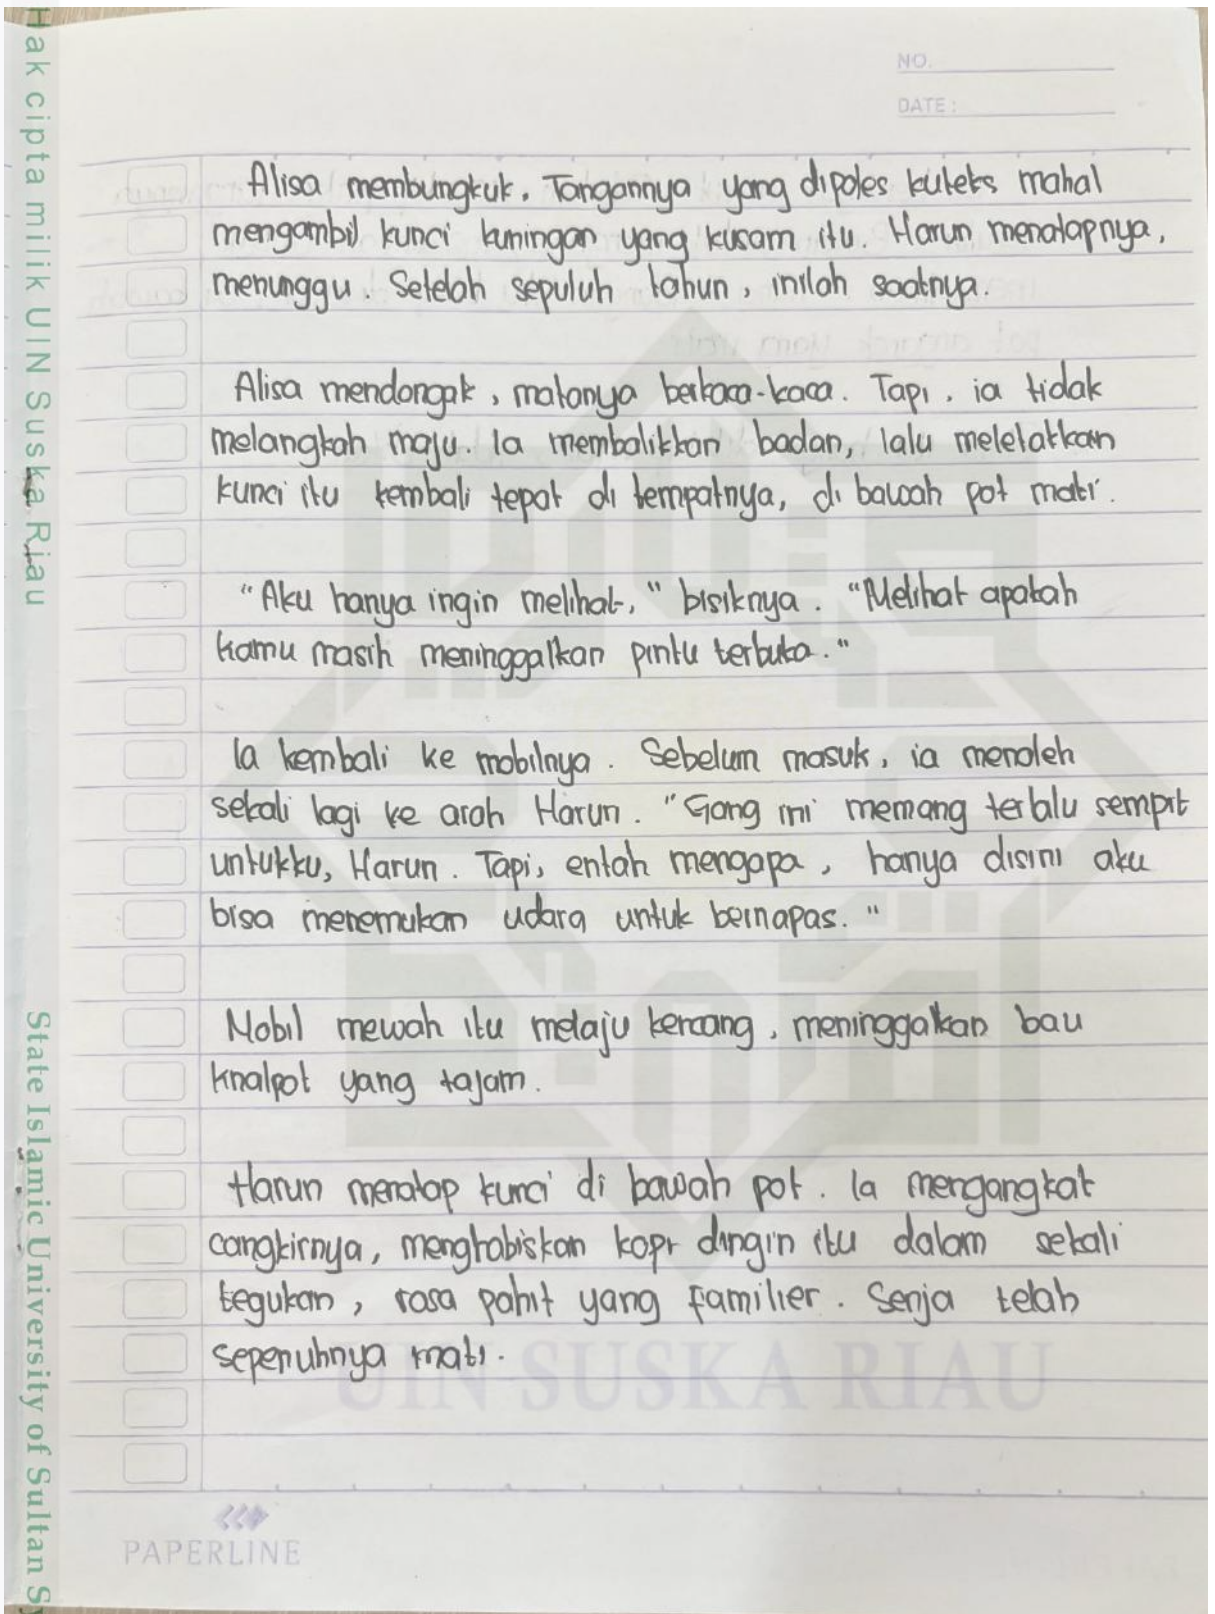 Hak cipta milik UIN Suska Riau
State Islamic University of Sultan Sy
NO.
DATE :
Alisa membungkuk. Tangannya yang dipoles kuteks mahal
mengambil kunci kuningan yang kusam itu. Harun menatapnya,
menunggu. Setelah sepuluh tahun, inilah saatnya.
Alisa mendongak, matanya berkaca-kaca. Tapi, ia tidak
melangkah maju. Ia membalikkan badan, lalu meletakkan
kunci itu kembali tepat di tempatnya, di bawah pot mati.
"Aku hanya ingin melihat," bisiknya. "Melihat apakah
kamu masih meninggalkan pintu terbuka."
Ia kembali ke mobilnya. Sebelum masuk, ia menoleh
sekali lagi ke arah Harun. "Gang ini memang terlalu sempit
untukku, Harun. Tapi, entah mengapa, hanya disini aku
bisa menemukan udara untuk bernapas."
Mobil mewah itu melaju kencang, meninggalkan bau
knalpot yang tajam.
Harun menatap kunci di bawah pot. Ia mengangkat
cangkirnya, menghabiskan kopi dingin itu dalam sekali
tegukan, rasa pahit yang familier. Senja telah
sepenuhnya mati.
UIN SUSKA RIAU
PAPERLINE